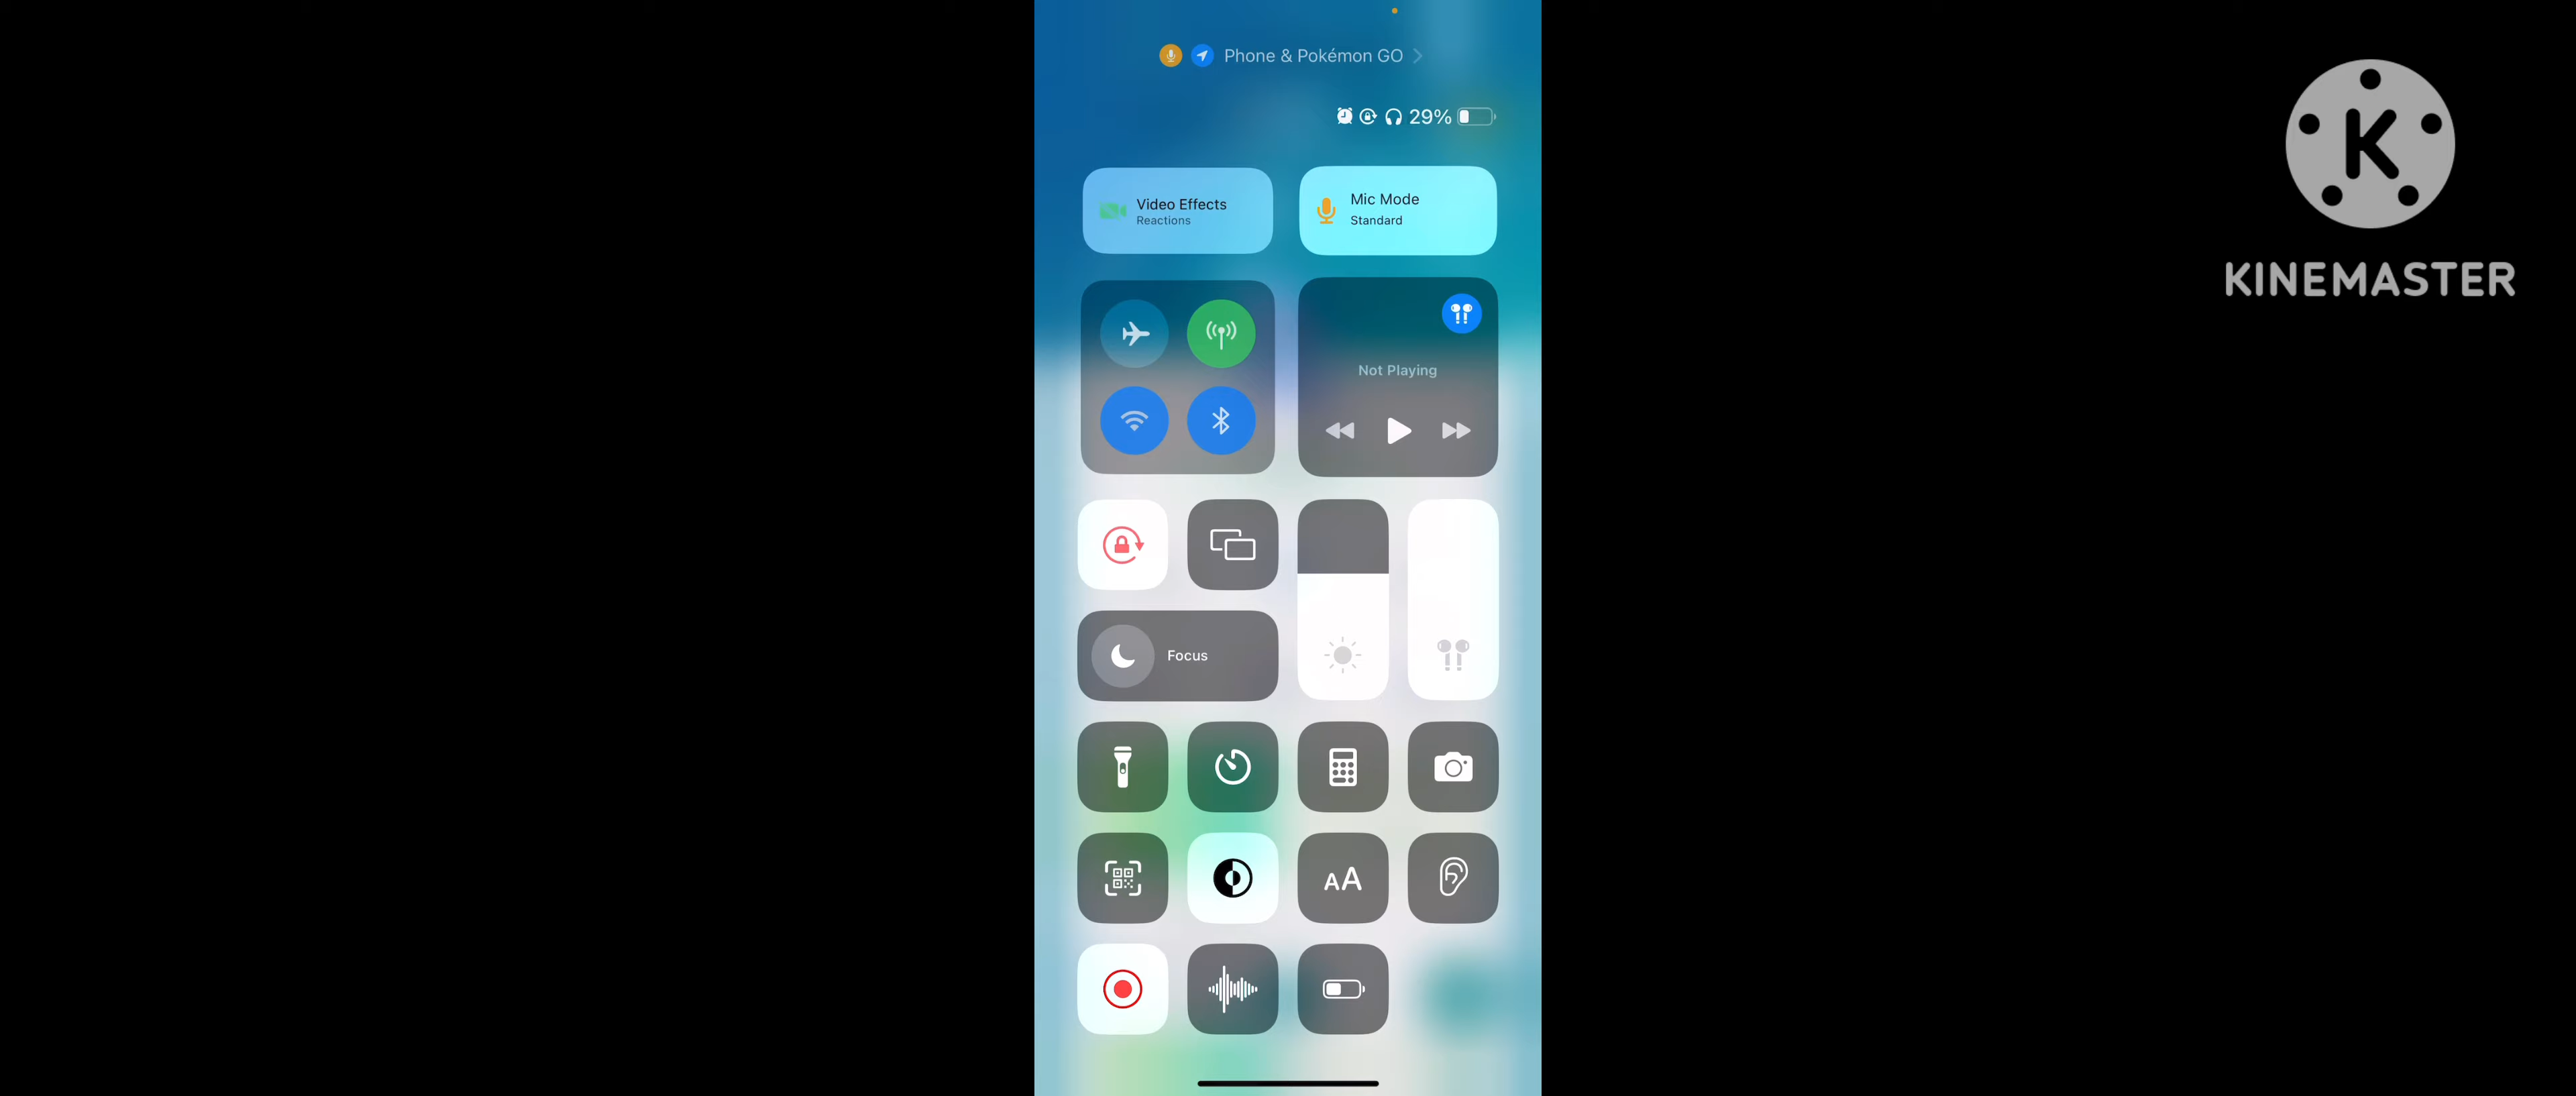 Phone & Pokémon GO
29%
Video Effects
Reactions
Mic Mode
Standard
Not Playing
Focus
AA
K
KINEMASTER